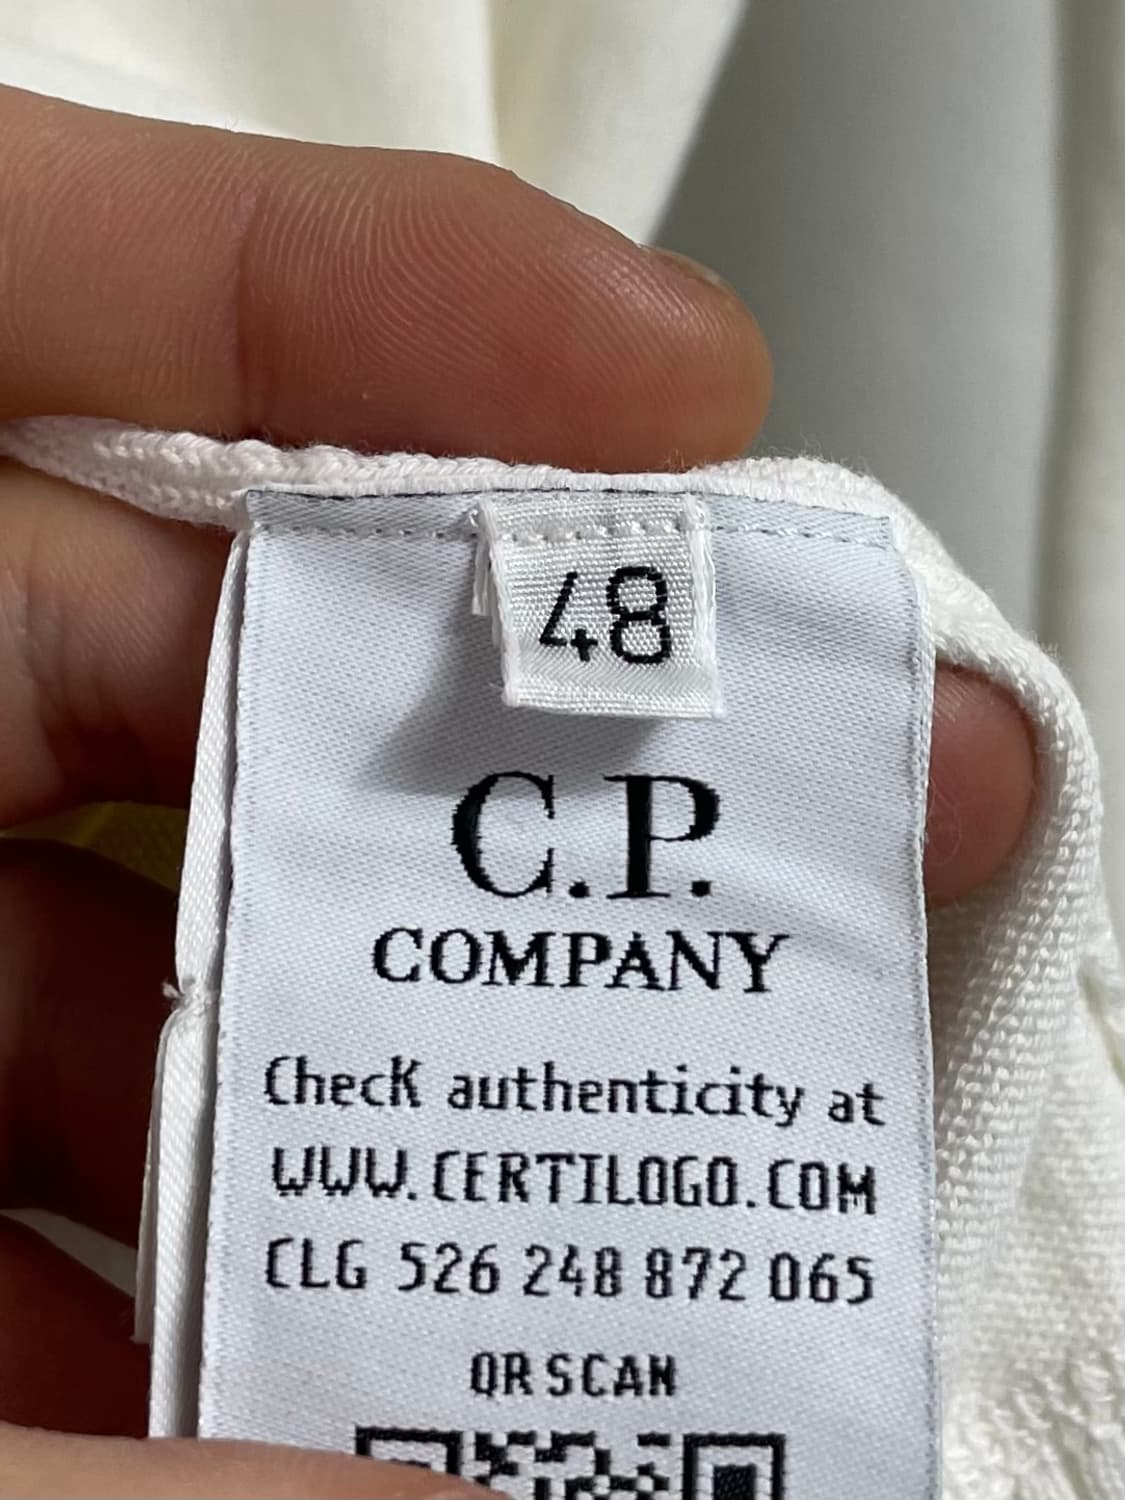 48
C.P.
COMPANY
Check authenticity at
WWW.CERTILOGO.COM
CLG 526 248 872 065
QR SCAN